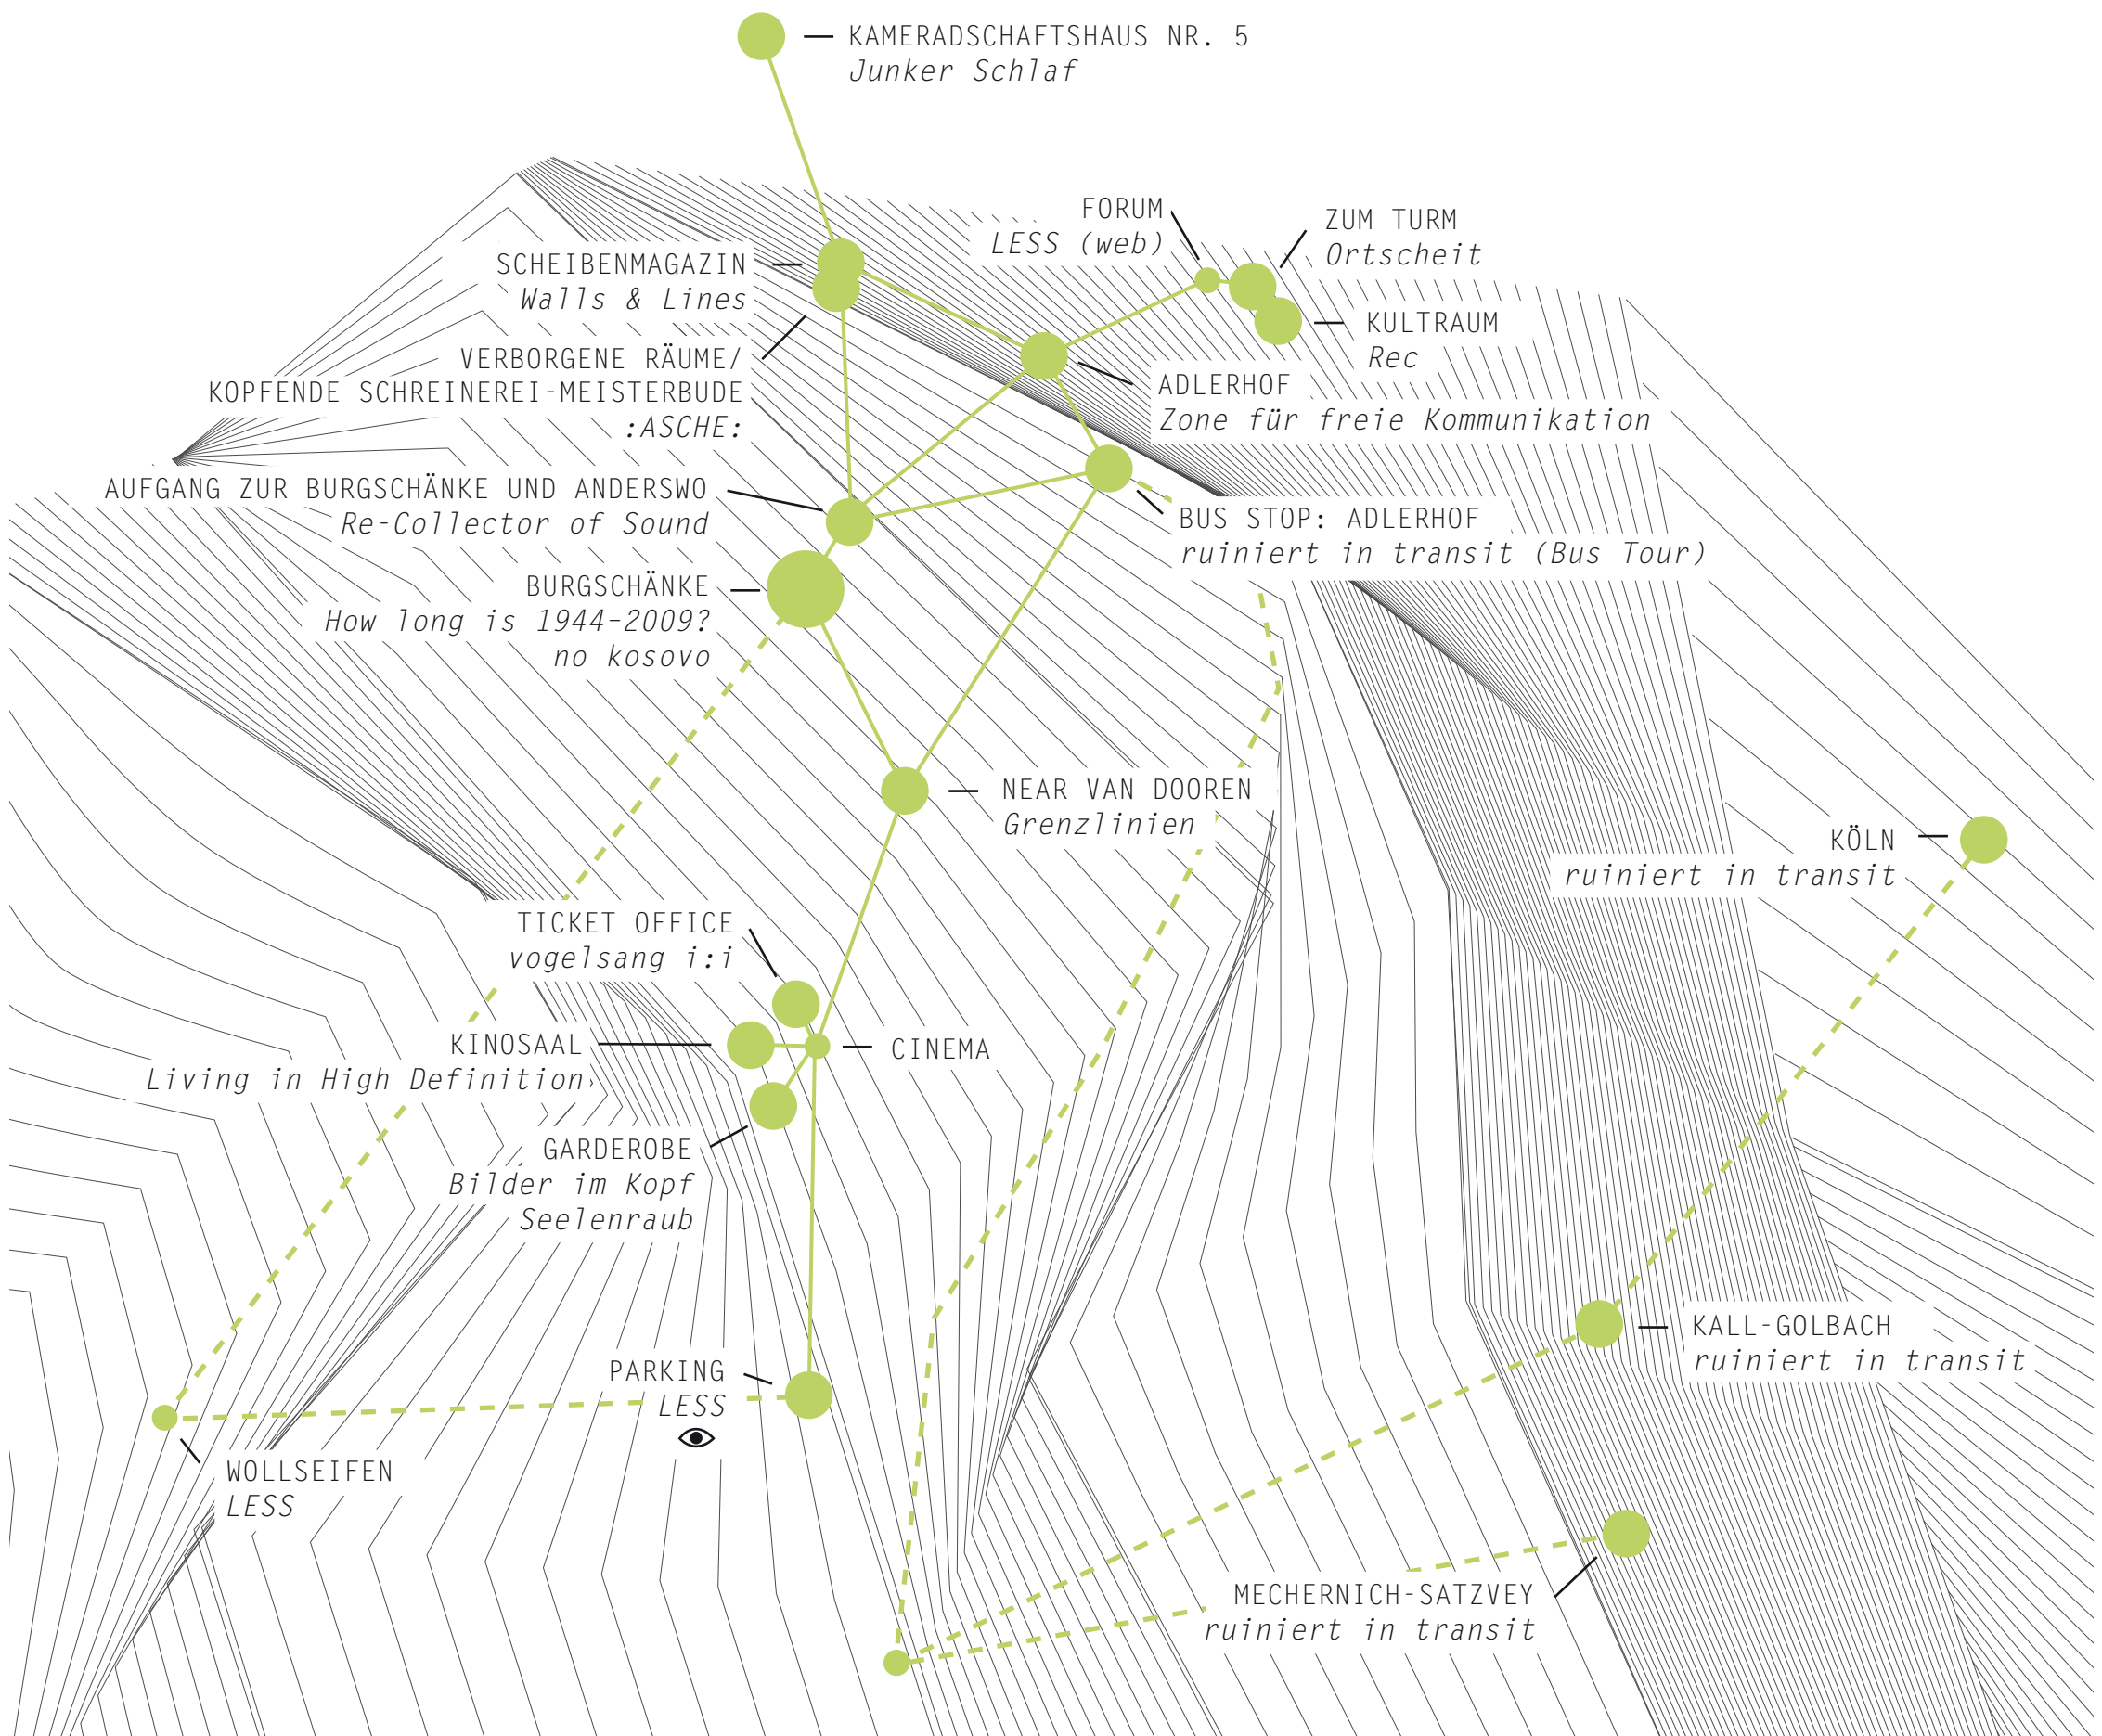 KAMERADSCHAFTSHAUS NR. 5
Junker Schlaf
FORUM
LESS (web)
ZUM TURM
Ortscheit
SCHEIBENMAGAZIN
Walls & Lines
KULTRAUM
Rec
VERBORGENE RÄUME/
KOPFENDE SCHREINEREI-MEISTERBUDE
:ASCHE:
ADLERHOF
Zone für freie Kommunikation
AUFGANG ZUR BURGSCHÄNKE UND ANDERSWO
Re-Collector of Sound
BUS STOP: ADLERHOF
ruiniert in transit (Bus Tour)
BURGSCHÄNKE
How long is 1944–2009?
no kosovo
NEAR VAN DOOREN
Grenzlinien
KÖLN
ruiniert in transit
TICKET OFFICE
vogelsang i:i
KINOSAAL
Living in High Definition
CINEMA
GARDEROBE
Bilder im Kopf
Seelenraub
KALL-GOLBACH
ruiniert in transit
PARKING
LESS
WOLLSEIFEN
LESS
MECHERNICH-SATZVEY
ruiniert in transit